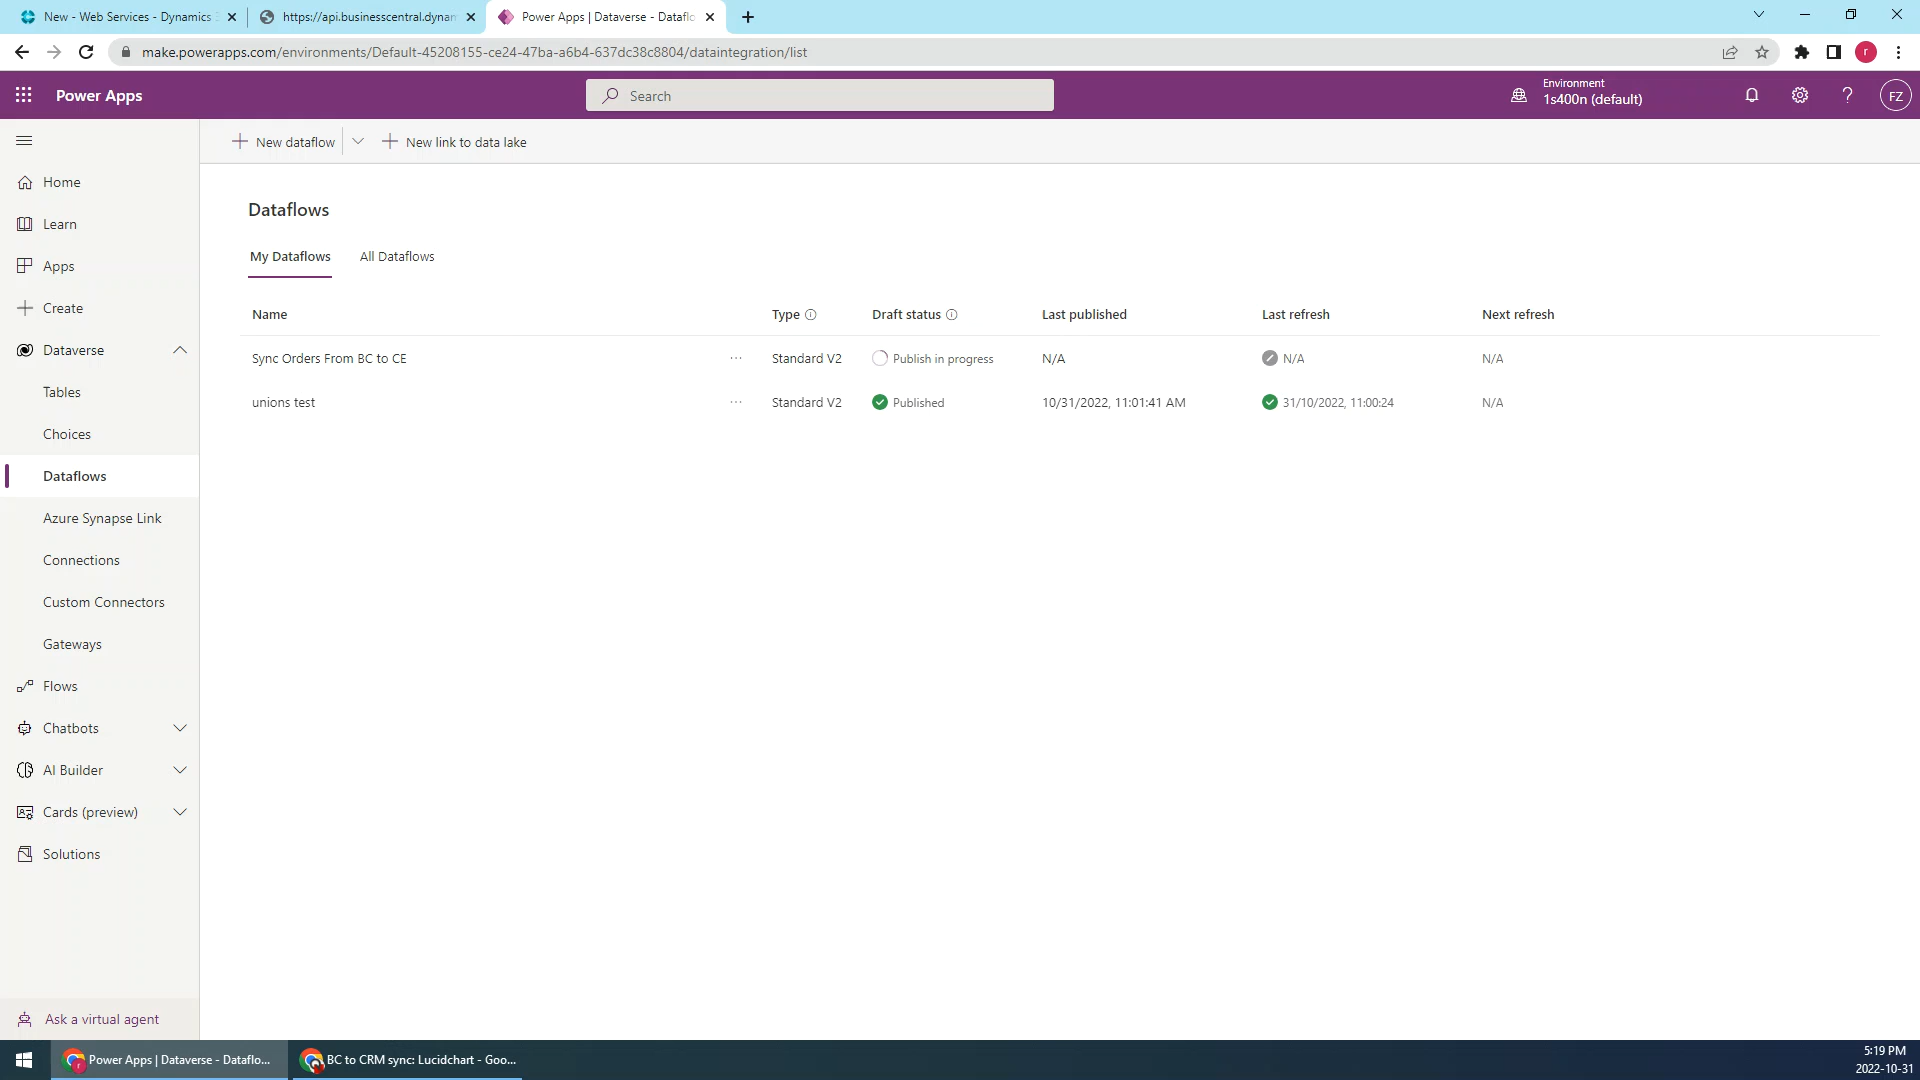 New - Web Services - Dynamics
https://api.businesscentral.dynam
Power Apps | Dataverse - Dataflo
make.powerapps.com/environments/Default-45208155-ce24-47ba-a6b4-637dc38c8804/dataintegration/list
r
Power Apps
Search
Environment
1s400n (default)
?
FZ
New dataflow
New link to data lake
Home
Learn
Apps
Create
Dataverse
Tables
Choices
Dataflows
Azure Synapse Link
Connections
Custom Connectors
Gateways
Flows
Chatbots
AI Builder
Cards (preview)
Solutions
Ask a virtual agent
Dataflows
My Dataflows All Dataflows
Name Type Draft status Last published Last refresh Next refresh
Sync Orders From BC to CE ... Standard V2 Publish in progress N/A N/A N/A
unions test ... Standard V2 Published 10/31/2022, 11:01:41 AM 31/10/2022, 11:00:24 N/A
Power Apps | Dataverse - Dataflo...
BC to CRM sync: Lucidchart - Goo...
5:19 PM
2022-10-31